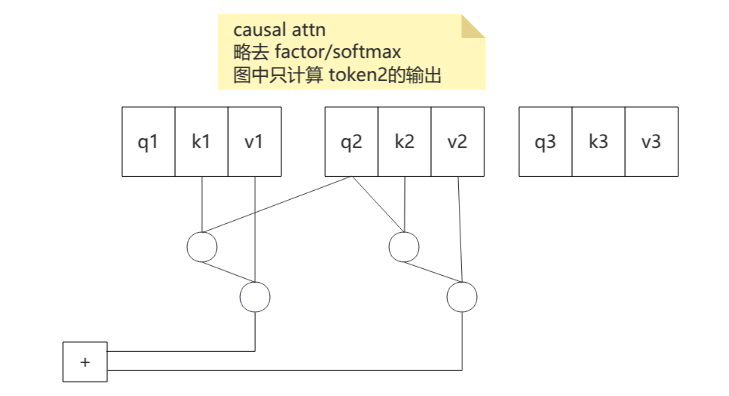 causal attn
略去 factor/softmax
图中只计算 token2的输出
q1 k1 v1 q2 k2 v2 q3 k3 v3
+